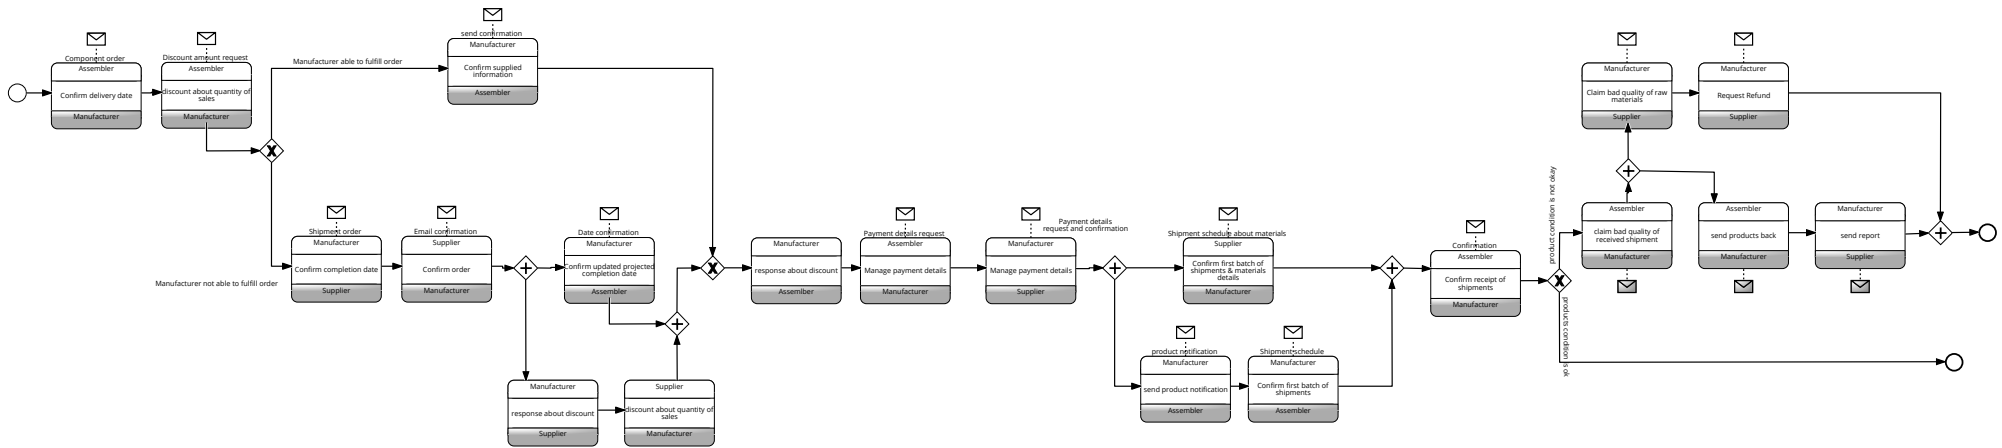 Component order
Assembler
Confirm delivery date
Manufacturer
Discount amount request
Assembler
discount about quantity of
sales
Manufacturer
Manufacturer able to fulfill order
send confirmation
Manufacturer
Confirm supplied
information
Assembler
Manufacturer not able to fulfill order
Shipment order
Manufacturer
Confirm completion date
Supplier
Email confirmation
Supplier
Confirm order
Manufacturer
Date confirmation
Manufacturer
Confirm updated projected
completion date
Assembler
Manufacturer
response about discount
Supplier
Supplier
discount about quantity of
sales
Manufacturer
Manufacturer
response about discount
Assemlber
Payment details request
Assembler
Manage payment details
Manufacturer
Payment details
request and confirmation
Manufacturer
Manage payment details
Supplier
Shipment schedule about materials
Supplier
Confirm first batch of
shipments & materials
details
Manufacturer
product notification
Manufacturer
send product notification
Assembler
Shipment schedule
Manufacturer
Confirm first batch of
shipments
Assembler
Confirmation
Assembler
Confirm receipt of
shipments
Manufacturer
product condition is not okay
products condition is ok
Manufacturer
Claim bad quality of raw
materials
Supplier
Manufacturer
Request Refund
Supplier
Assembler
claim bad quality of
received shipment
Manufacturer
Assembler
send products back
Manufacturer
Manufacturer
send report
Supplier